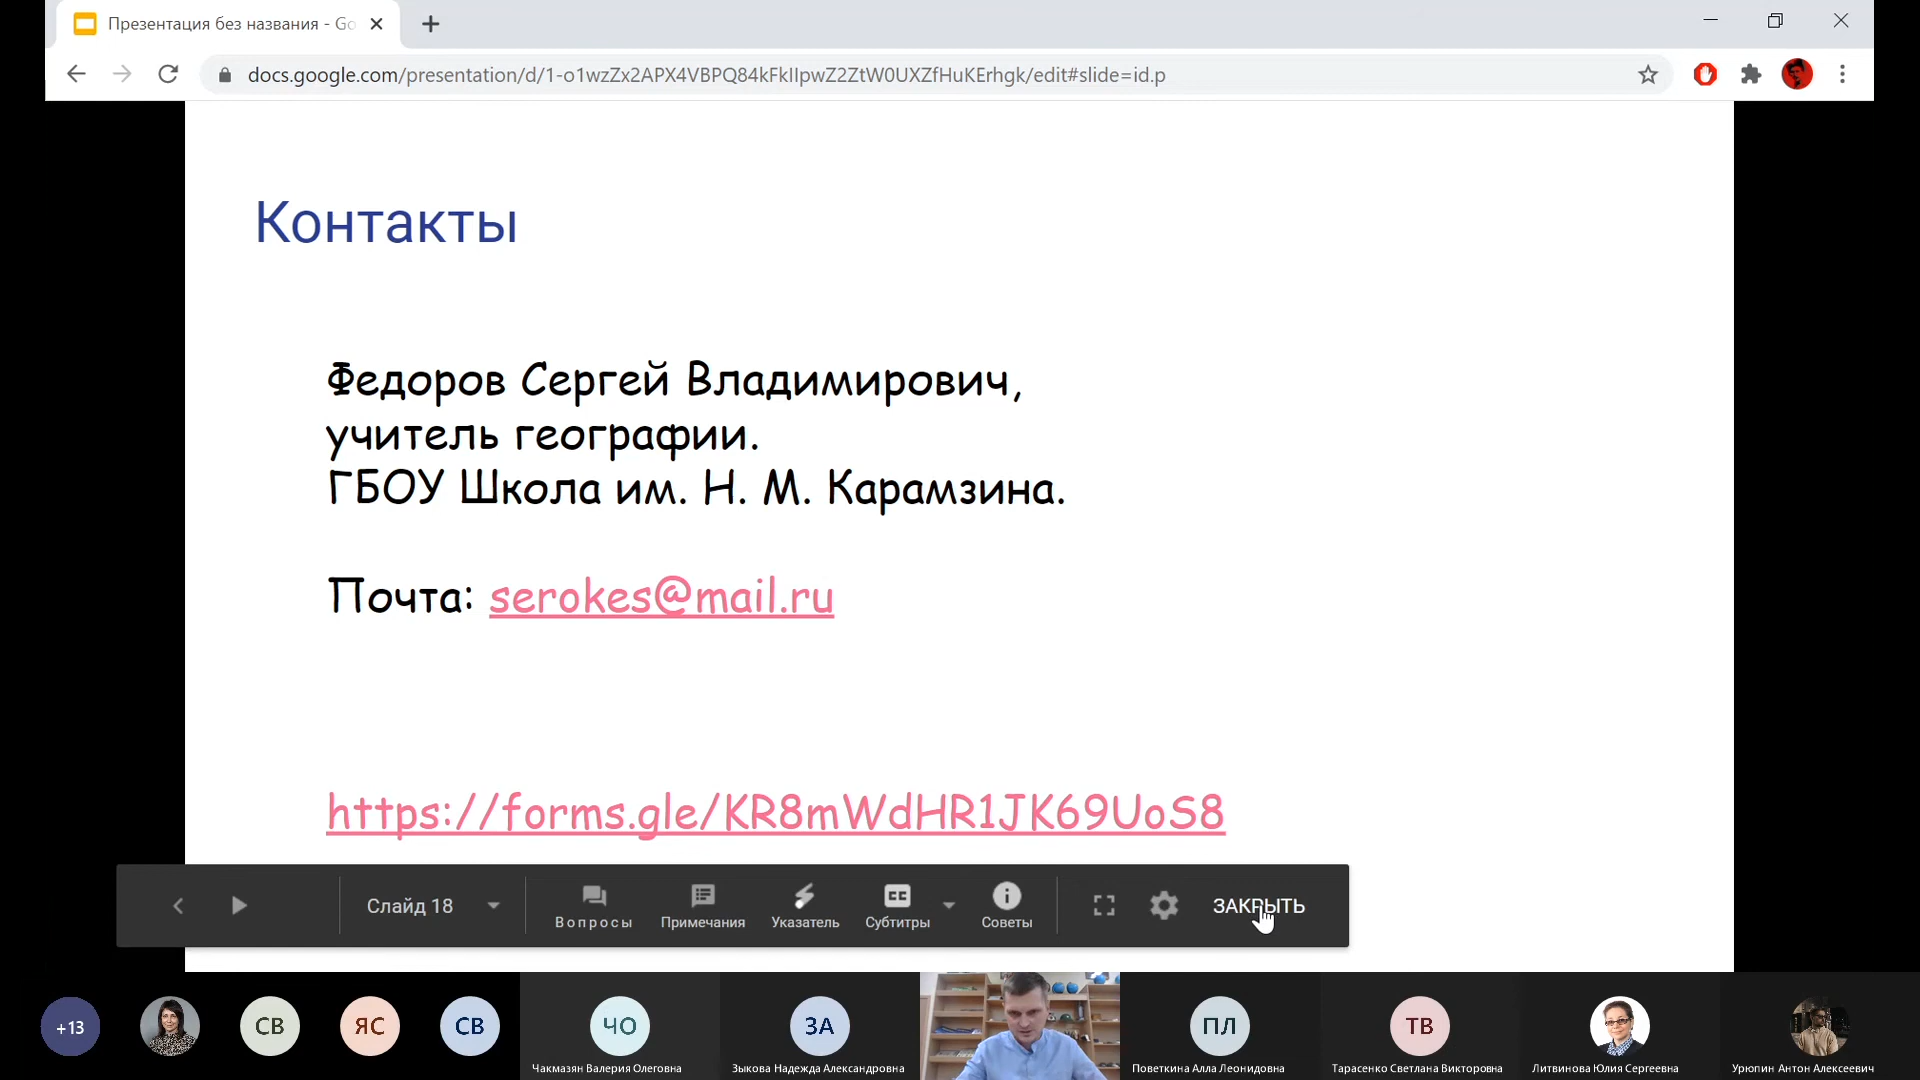 Презентация без названия - Go
docs.google.com/presentation/d/1-o1wzZx2APX4VBPQ84kFkIIpwZ2ZtW0UXZfHuKErhgk/edit#slide=id.p
Контакты
Федоров Сергей Владимирович,
учитель географии.
ГБОУ Школа им. Н. М. Карамзина.
Почта: serokes@mail.ru
https://forms.gle/KR8mWdHR1JK69UoS8
Слайд 18
Вопросы
Примечания
Указатель
Субтитры
Советы
ЗАКРЫТЬ
+13
СВ
ЯС
СВ
ЧО
ЗА
ПЛ
ТВ
Чакмазян Валерия Олеговна
Зыкова Надежда Александровна
Поветкина Алла Леонидовна
Тарасенко Светлана Викторовна
Литвинова Юлия Сергеевна
Урюпин Антон Алексеевич